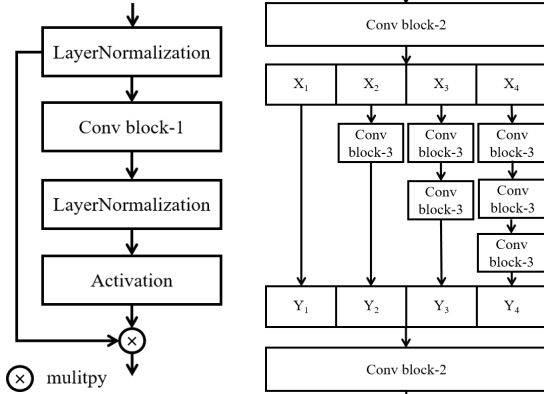 LayerNormalization
Conv block-1
LayerNormalization
Activation
×
× mulitpy
Conv block-2
X₁ X₂ X₃ X₄
Conv
block-3
Conv
block-3
Conv
block-3
Conv
block-3
Conv
block-3
Conv
block-3
Y₁ Y₂ Y₃ Y₄
Conv block-2